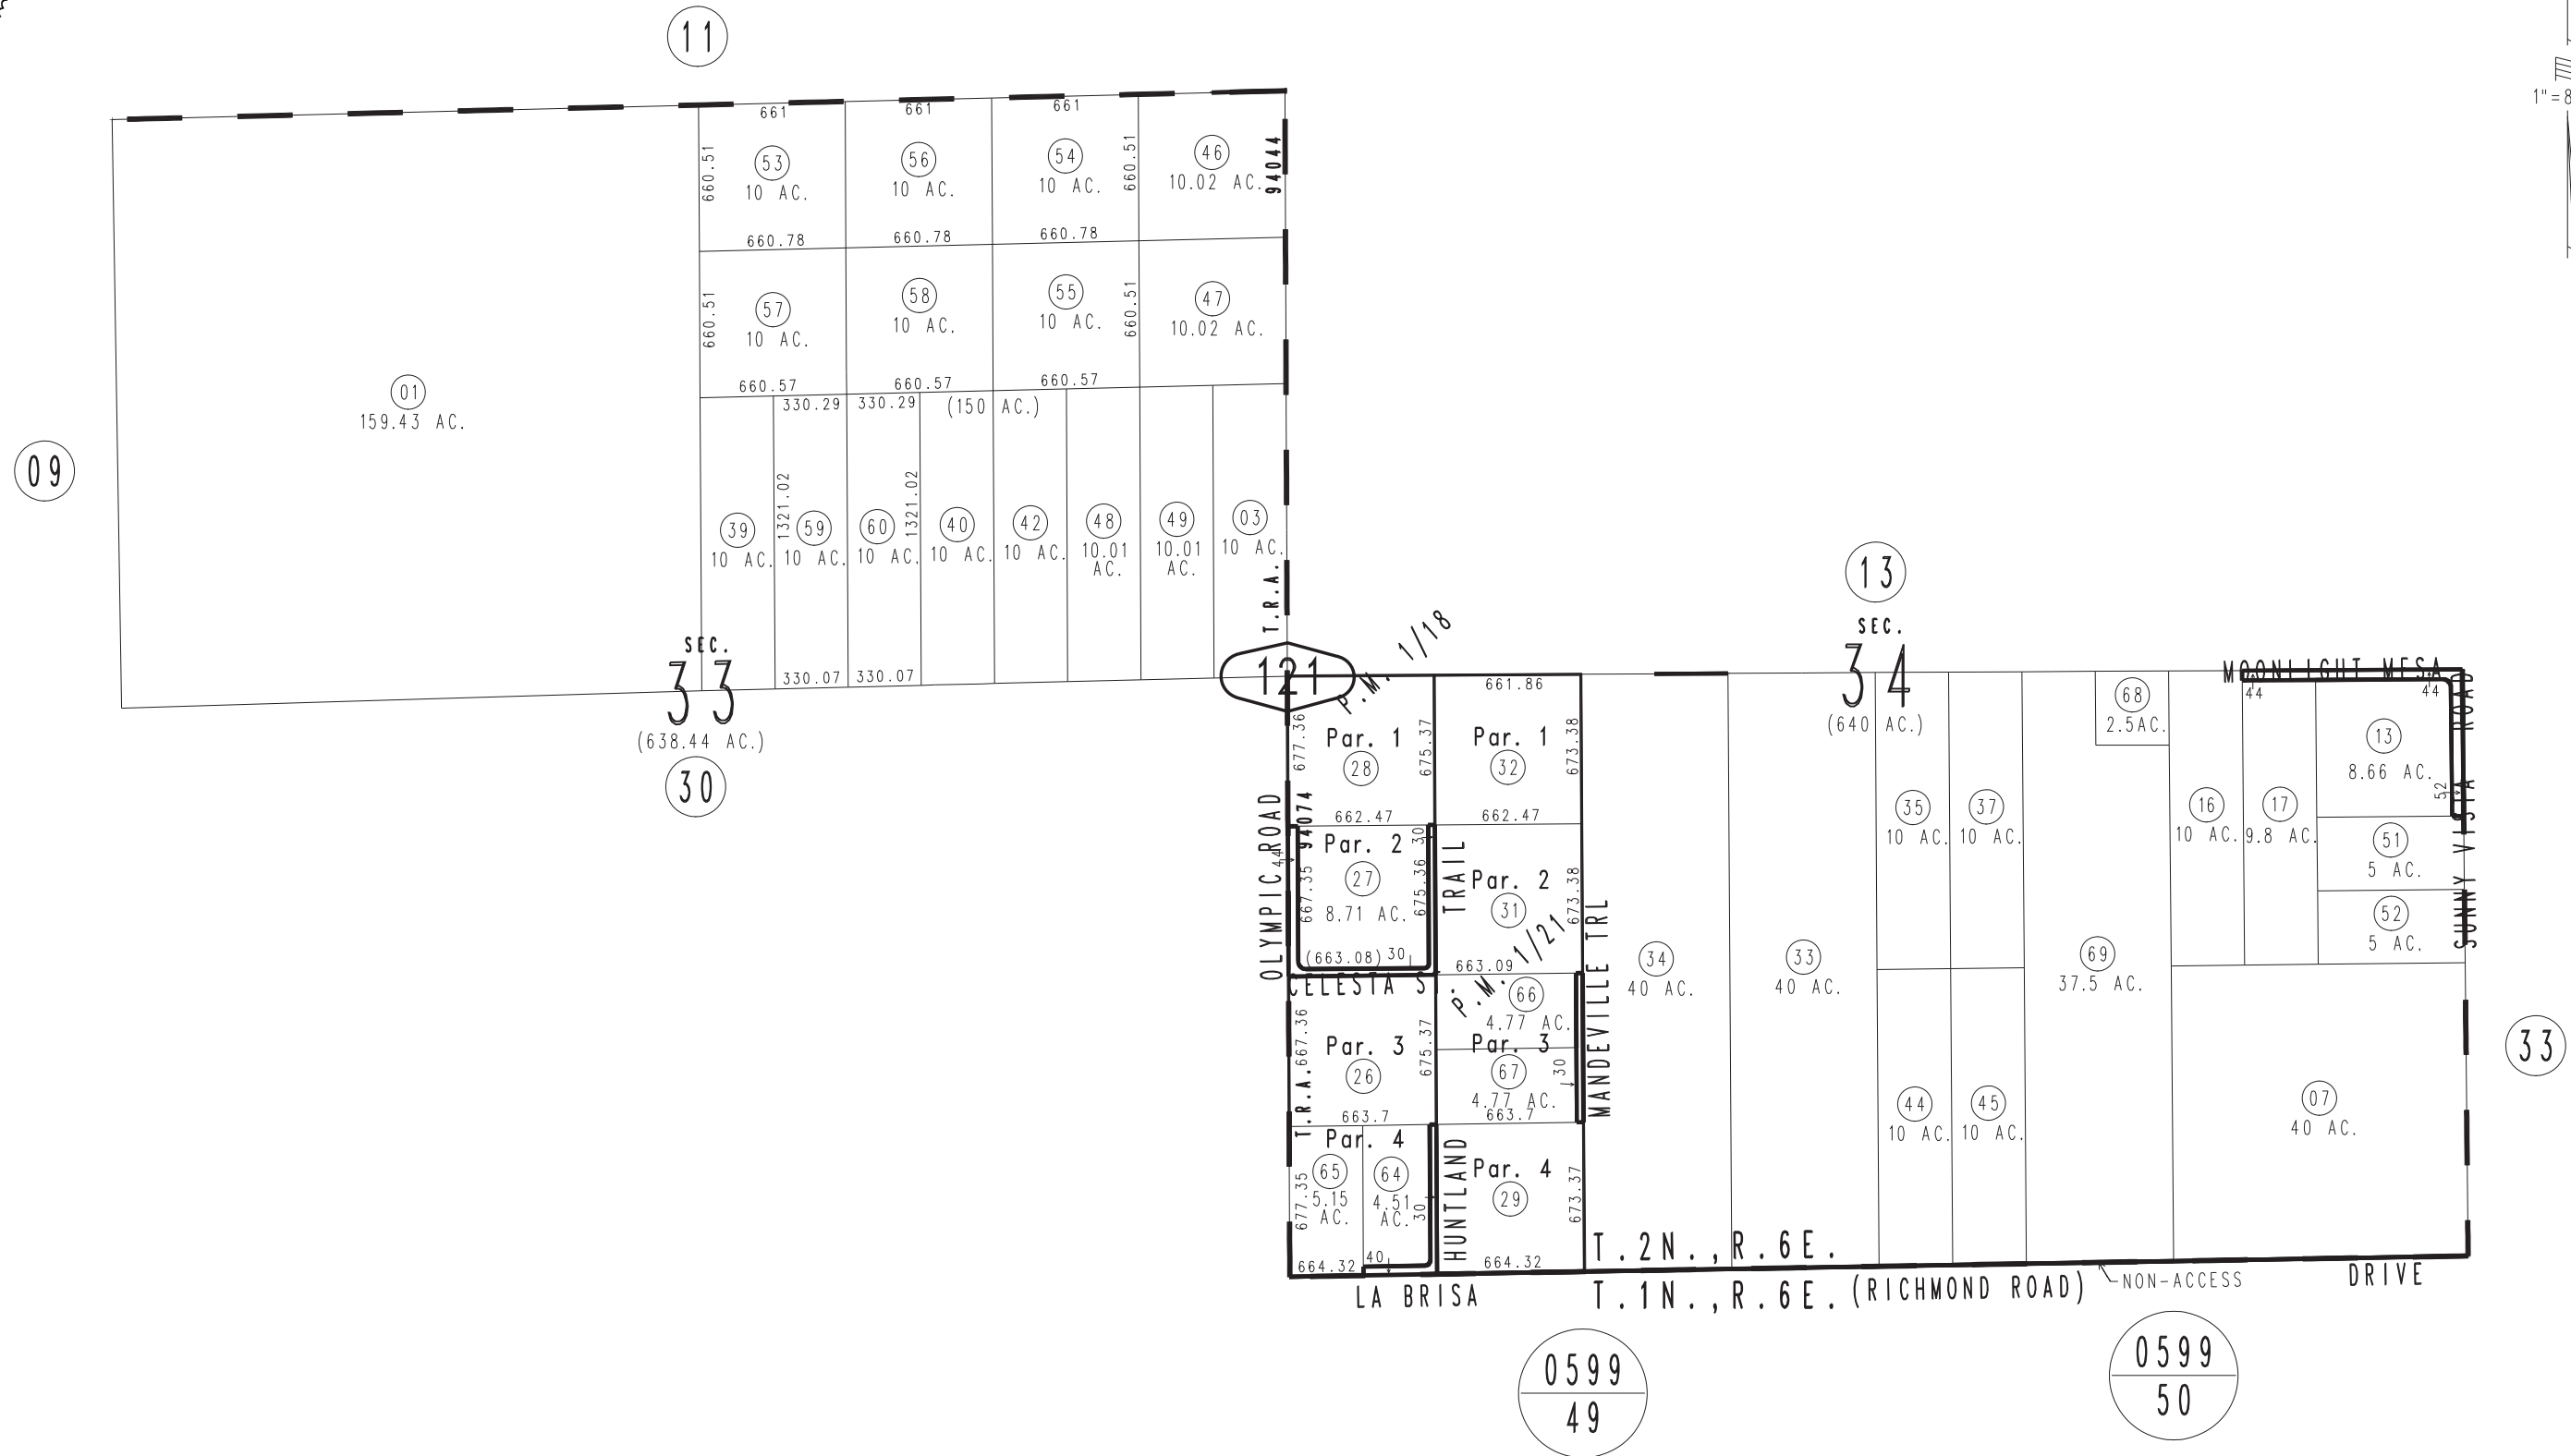 11
1"=8
661
661
661
660.51
53
10 AC.
56
10 AC.
54
10 AC.
660.51
46
10.02 AC.
94044
660.78
660.78
660.78
660.51
57
10 AC.
58
10 AC.
55
10 AC.
660.51
47
10.02 AC.
660.57
660.57
660.57
01
159.43 AC.
330.29
330.29
(150 AC.)
09
39
10 AC.
1321.02
59
10 AC.
60
10 AC.
1321.02
40
10 AC.
42
10 AC.
48
10.01
AC.
49
10.01
AC.
03
10 AC.
T.R.A.
330.07
330.07
SEC.
33
(638.44 AC.)
30
121
P.M. 1/18
13
SEC.
34
(640 AC.)
661.86
677.36
Par. 1
28
675.37
Par. 1
32
673.38
662.47
662.47
OLYMPIC ROAD
94074
44
667.35
Par. 2
27
8.71 AC.
675.36
30
(663.08)
30
TRAIL
Par. 2
31
673.38
663.09
P.M. 1/21
CELESTA ST.
667.36
T.R.A.
Par. 3
26
675.37
66
4.77 AC.
Par. 3
67
4.77 AC.
30
663.7
663.7
MANDEVILLE TRL
Par. 4
65
5.15
AC.
677.35
64
4.51
AC.
30
40
664.32
HUNTLAND
Par. 4
29
673.37
664.32
34
40 AC.
33
40 AC.
35
10 AC.
37
10 AC.
44
10 AC.
45
10 AC.
68
2.5AC.
69
37.5 AC.
16
10 AC.
17
9.8 AC.
MOONLIGHT MESA
44
44
13
8.66 AC.
52
51
5 AC.
52
5 AC.
SUNNY VISTA ROAD
07
40 AC.
33
T.2N.,R.6E.
T.1N.,R.6E.
LA BRISA
(RICHMOND ROAD)
NON-ACCESS
DRIVE
0599
49
0599
50